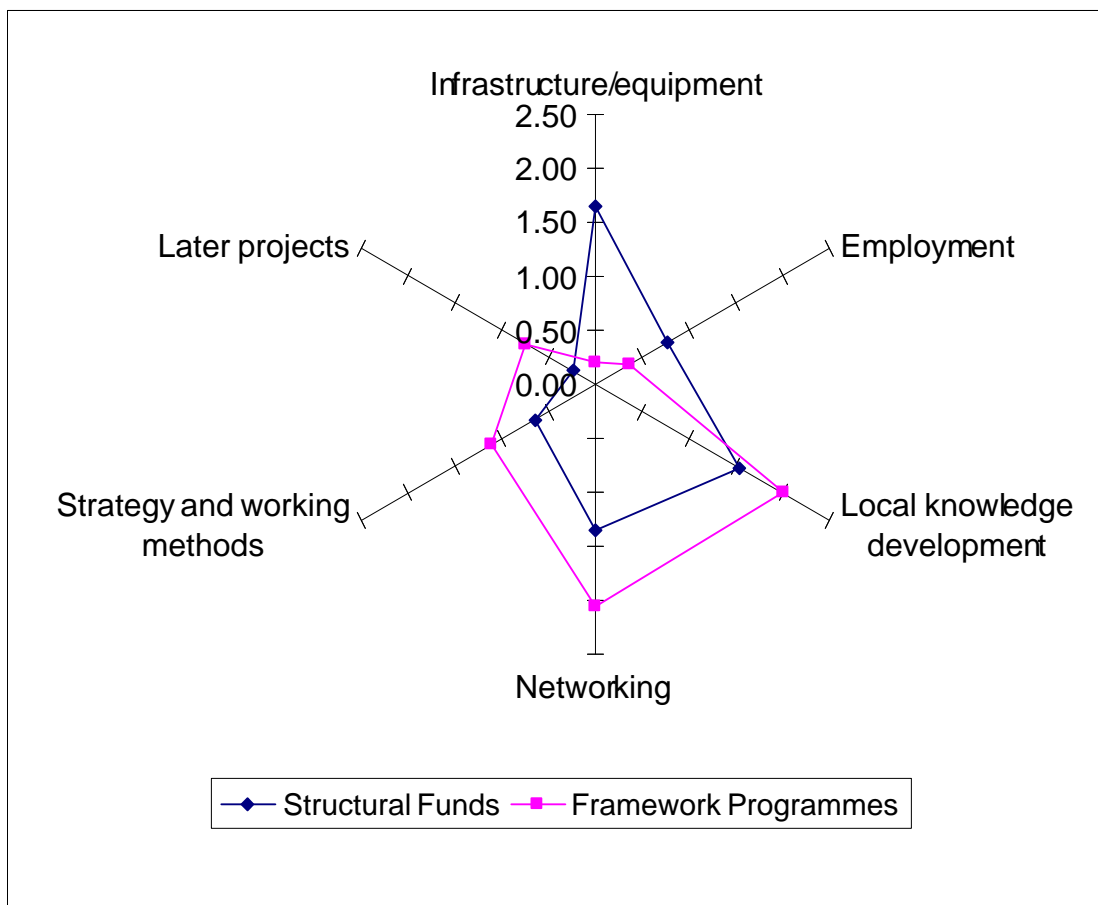 Infrastructure/equipment
2.50
2.00
1.50
1.00
0.50
0.00
Later projects
Employment
Strategy and working
methods
Local knowledge
development
Networking
Structural Funds
Framework Programmes